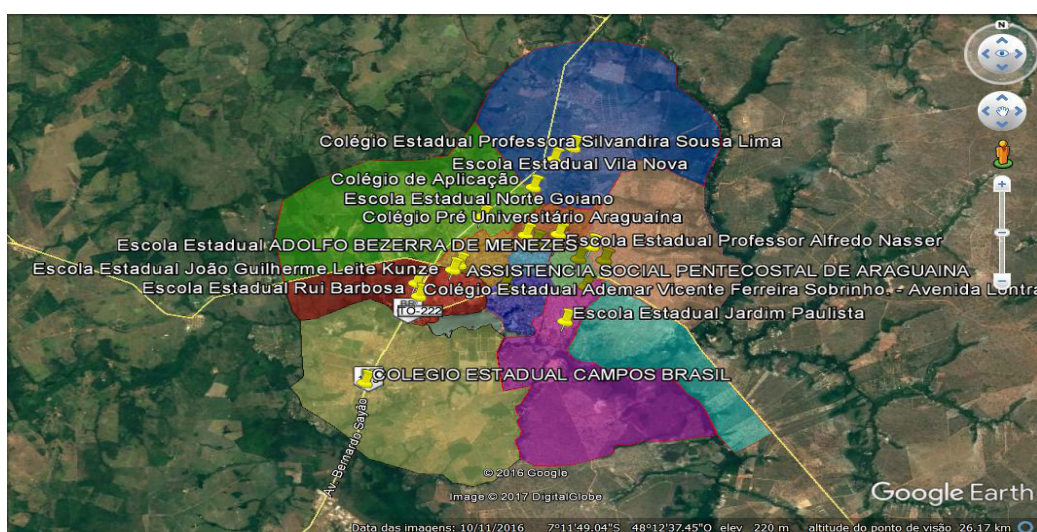 N
Colégio Estadual Professora Silvandira Sousa Lima
Escola Estadual Vila Nova
Colégio de Aplicação
Escola Estadual Norte Goiano
Colégio Pré Universitário Araguaína
Escola Estadual ADOLFO BEZERRA DE MENEZES
Escola Estadual Professor Alfredo Nasser
Escola Estadual João Guilherme Leite Kunze
ASSISTENCIA SOCIAL PENTECOSTAL DE ARAGUAINA
Escola Estadual Rui Barbosa
Colégio Estadual Ademar Vicente Ferreira Sobrinho. - Avenida Lontra
TO-222
Escola Estadual Jardim Paulista
COLEGIO ESTADUAL CAMPOS BRASIL
Av. Bernardo Sayão
© 2016 Google
Image © 2017 DigitalGlobe
Google Earth
Data das imagens: 10/11/2016 7°11'49.04"S 48°12'37.45"O elev 220 m altitude do ponto de visão 26.17 km